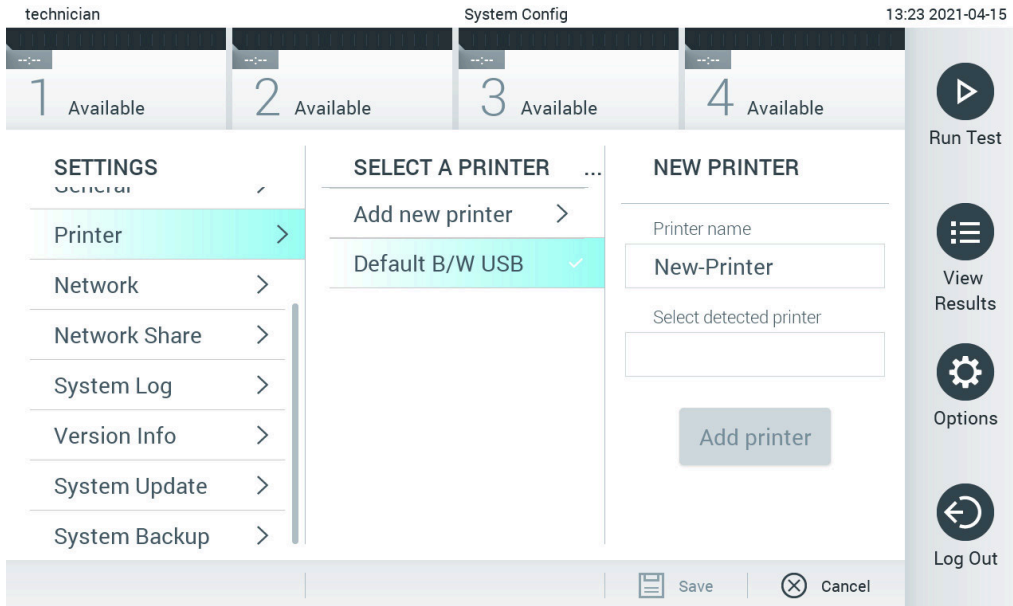 technician
System Config
13:23 2021-04-15
--:--
--:--
--:--
--:--
1 Available
2 Available
3 Available
4 Available
Run Test
View
Results
Options
Log Out
SETTINGS
General
Printer
Network
Network Share
System Log
Version Info
System Update
System Backup
SELECT A PRINTER ...
Add new printer
Default B/W USB
NEW PRINTER
Printer name
New-Printer
Select detected printer
Add printer
Save
Cancel